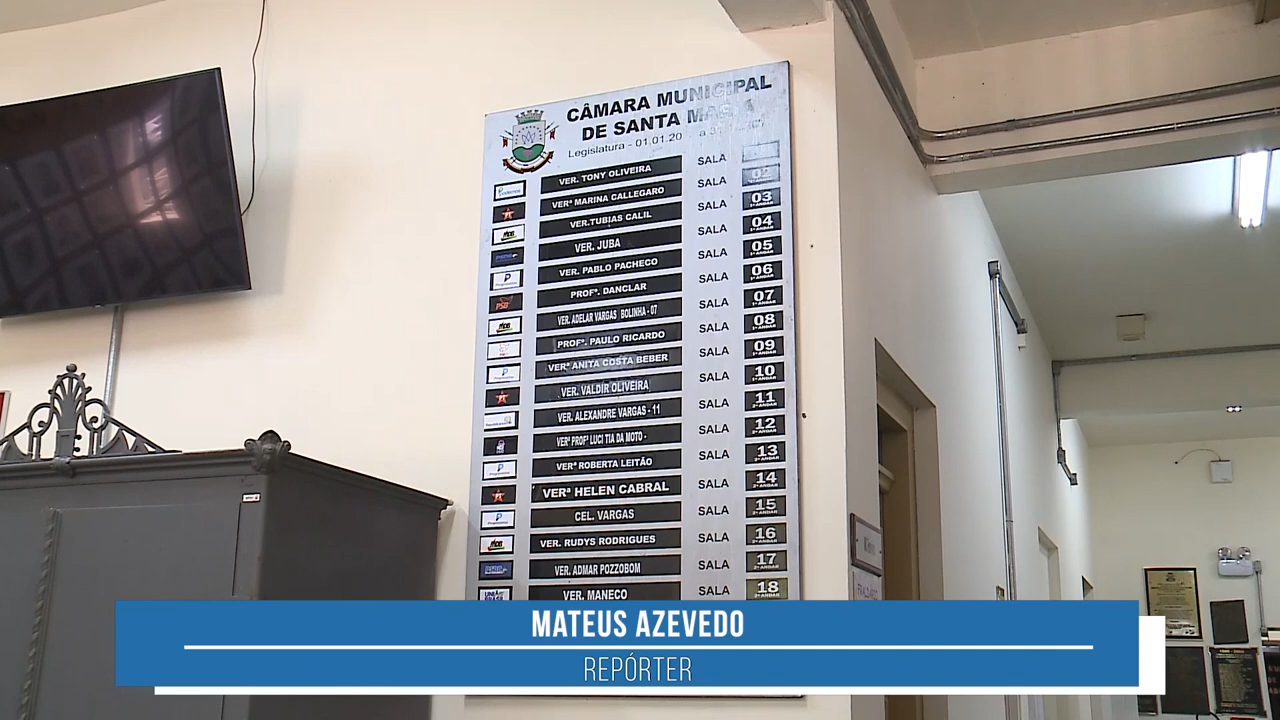 CÂMARA MUNICIPAL
DE SANTA
Legislatura - 01.01.20
VER. TONY OLIVEIRA SALA
VERª MARINA CALLEGARO SALA 02
VER.TUBIAS CALIL SALA 03
VER. JUBA SALA 04
VER. PABLO PACHECO SALA 05
PROFº. DANCLAR SALA 06
VER. ADELAR VARGAS BOLINHA - 07 SALA 07
PROFº. PAULO RICARDO SALA 08
VERª ANITA COSTA BEBER SALA 09
VER. VALDIR OLIVEIRA SALA 10
VER. ALEXANDRE VARGAS - 11 SALA 11
VERª PROFª LUCI TIA DA MOTO - SALA 12
VERª ROBERTA LEITÃO SALA 13
VERª HELEN CABRAL SALA 14
CEL. VARGAS SALA 15
VER. RUDYS RODRIGUES SALA 16
VER. ADMAR POZZOBOM SALA 17
VER. MANECO SALA 18
MATEUS AZEVEDO
REPÓRTER